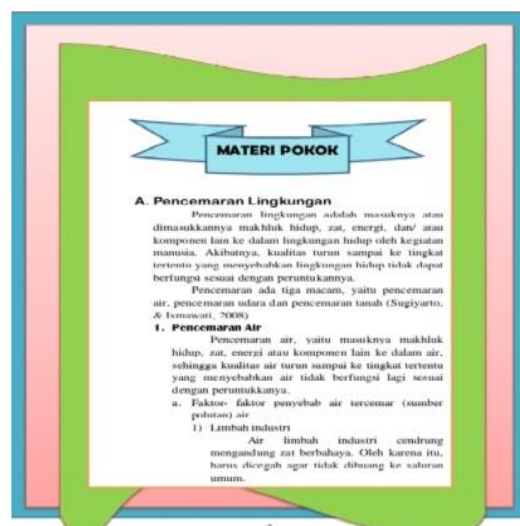 MATERI POKOK
A. Pencemaran Lingkungan
Pencemaran lingkungan adalah masuknya atau
dimasukkannya makhluk hidup, zat, energi, dan/ atau
komponen lain ke dalam lingkungan hidup oleh kegiatan
manusia. Akibatnya, kualitas turun sampai ke tingkat
tertentu yang menyebabkan lingkungan hidup tidak dapat
berfungsi sesuai dengan peruntukannya.
Pencemaran ada tiga macam, yaitu pencemaran
air, pencemaran udara dan pencemaran tanah (Sugiyarto,
& Ismawati, 2008)
1. Pencemaran Air
Pencemaran air, yaitu masuknya makhluk
hidup, zat, energi atau komponen lain ke dalam air,
sehingga kualitas air turun sampai ke tingkat tertentu
yang menyebabkan air tidak berfungsi lagi sesuai
dengan peruntukkanya.
a. Faktor- faktor penyebab air tercemar (sumber
polutan) air
1) Limbah industri
Air limbah industri cendrung
mengandung zat berbahaya. Oleh karena itu,
harus dicegah agar tidak dibuang ke saluran
umum.